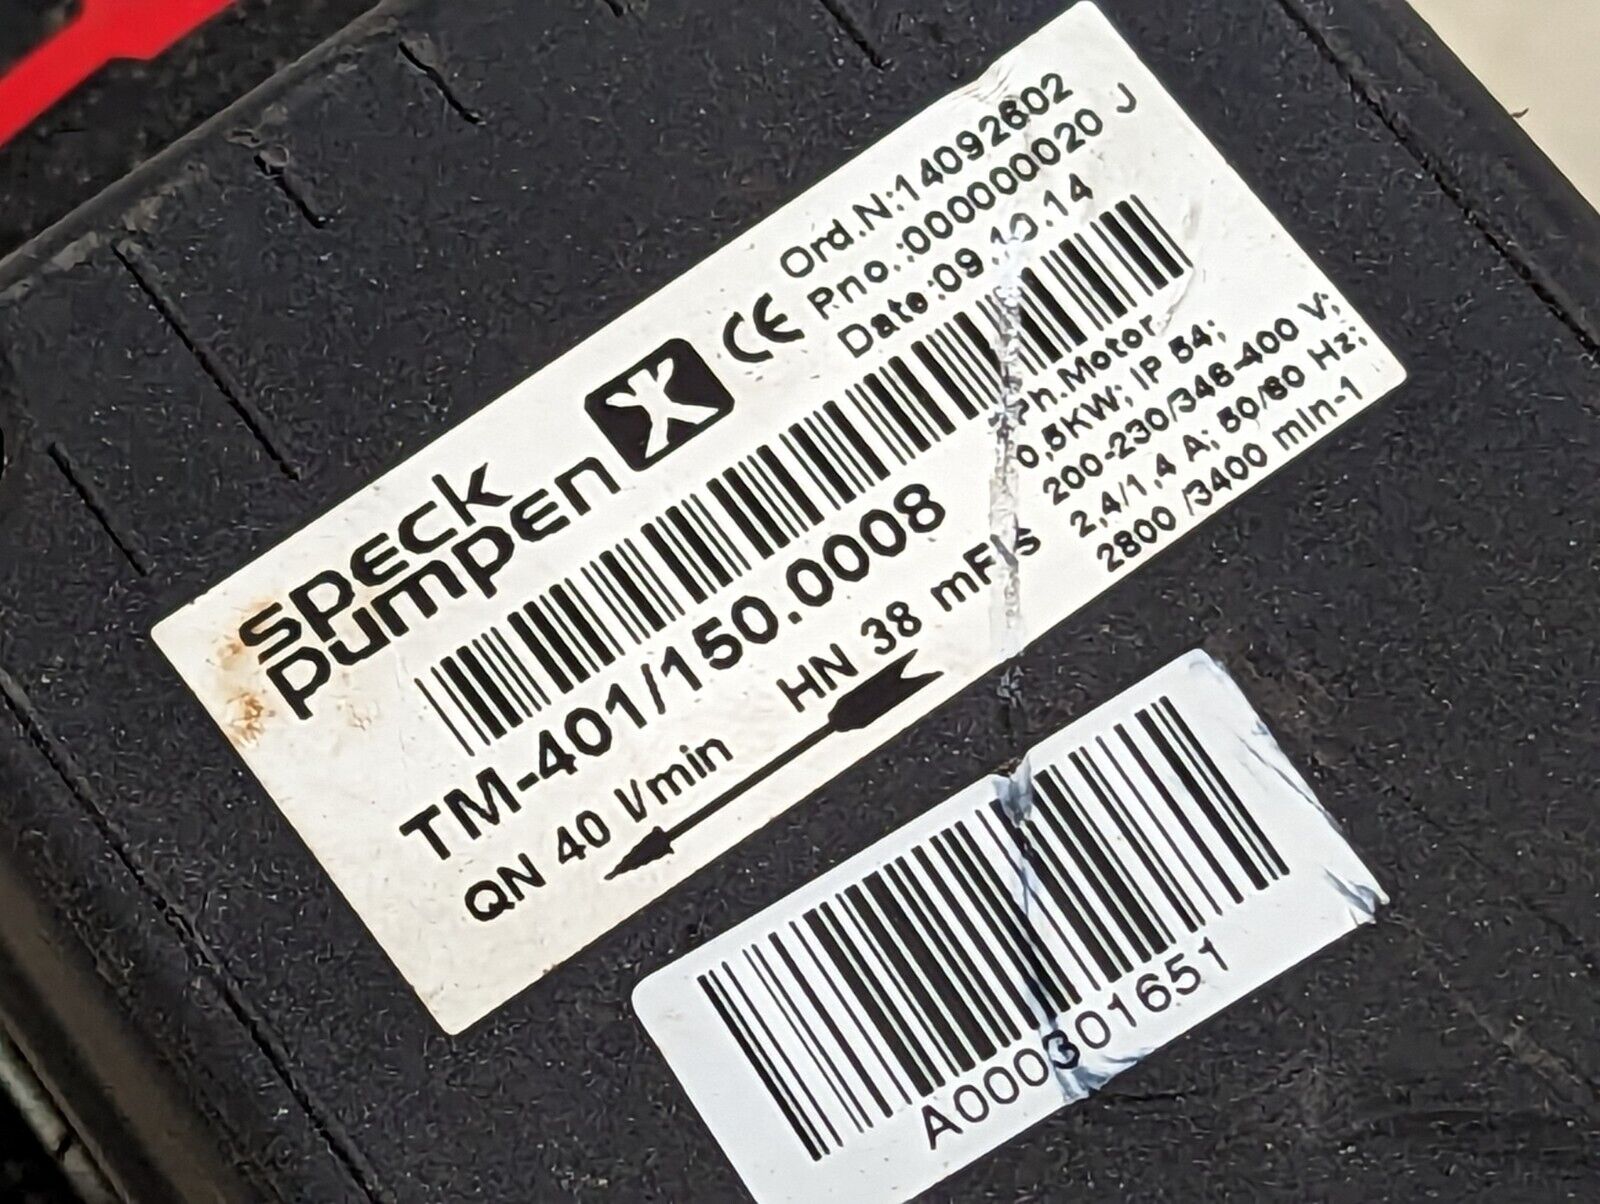 speck
pumpen
CE
Ord.N:14092602
Pno.:000000020 J
Date:09.10.14
TM-401/150.0008
QN 40 l/min
HN 38 mFls
Ph.Motor
0,5KW; IP 54;
200-230/346-400 V;
2,4/1,4 A; 50/60 Hz;
2800 /3400 min-1
A000301651